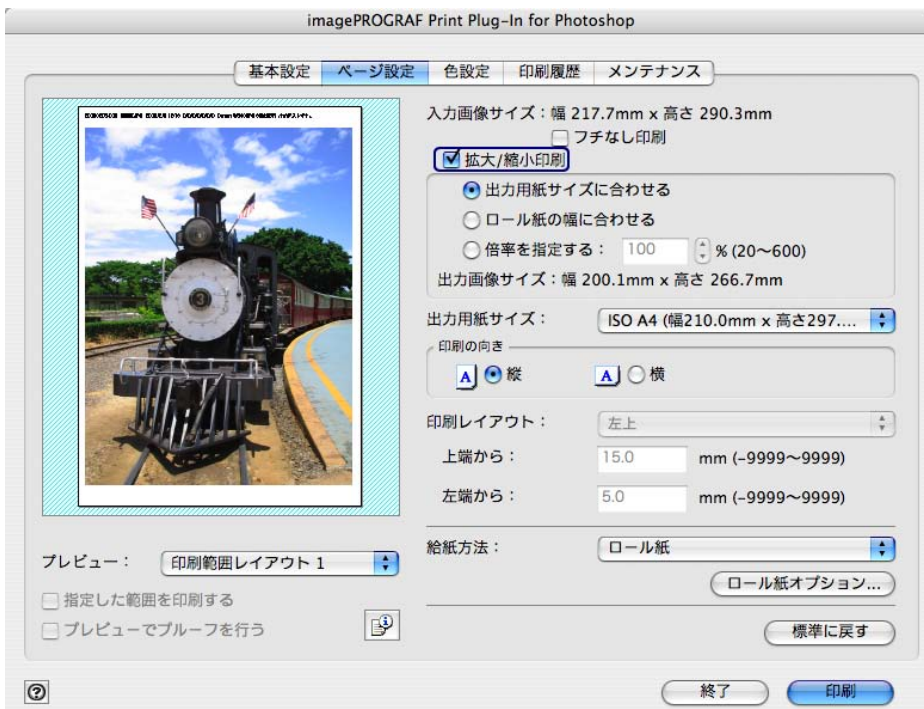 imagePROGRAF Print Plug-In for Photoshop
基本設定 ページ設定 色設定 印刷履歴 メンテナンス
入力画像サイズ：幅 217.7mm x 高さ 290.3mm
フチなし印刷
拡大/縮小印刷
出力用紙サイズに合わせる
ロール紙の幅に合わせる
倍率を指定する： 100 % (20～600)
出力画像サイズ：幅 200.1mm x 高さ 266.7mm
出力用紙サイズ： ISO A4 (幅210.0mm x 高さ297....
印刷の向き
A 縦 A 横
印刷レイアウト： 左上
上端から： 15.0 mm (-9999～9999)
左端から： 5.0 mm (-9999～9999)
給紙方法： ロール紙
ロール紙オプション...
標準に戻す
3
プレビュー： 印刷範囲レイアウト 1
指定した範囲を印刷する
プレビューでプルーフを行う
? 終了 印刷